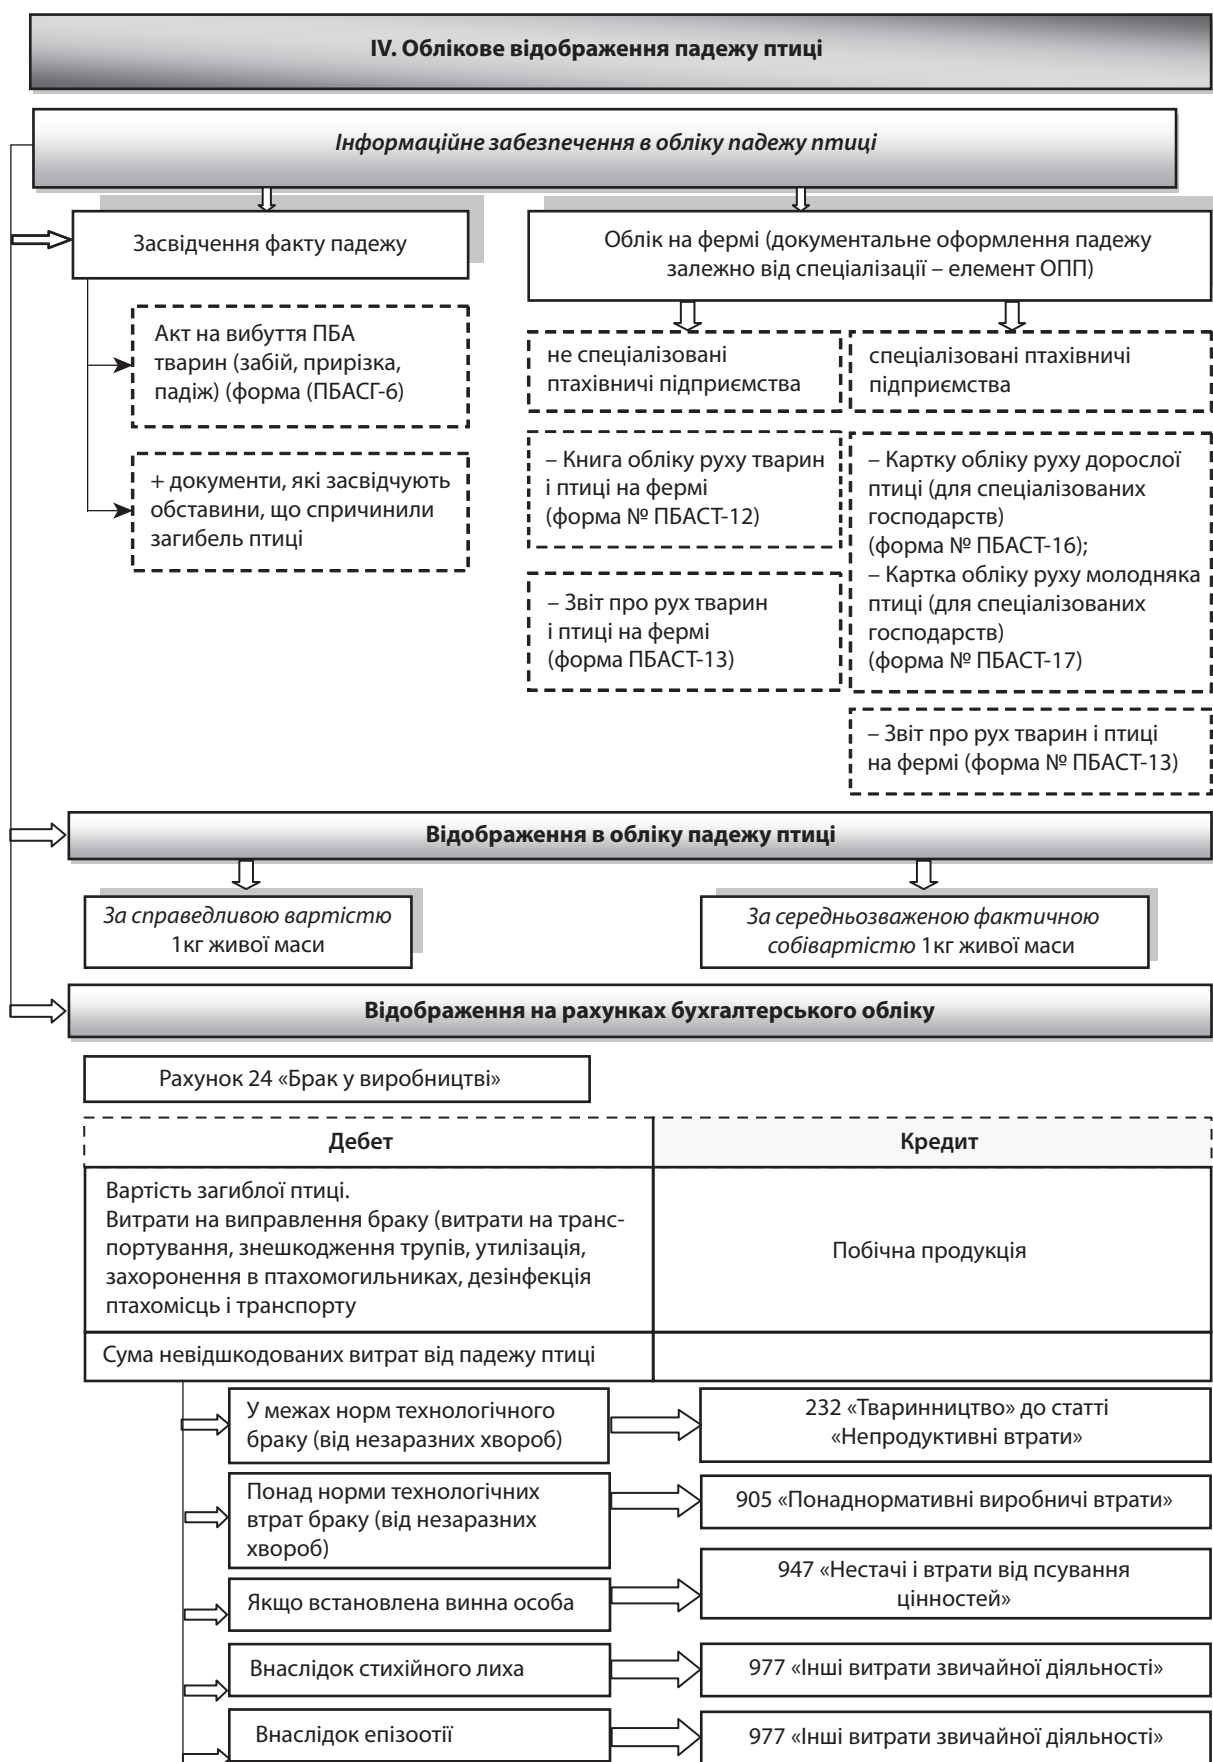 IV. Облікове відображення падежу птиці
Інформаційне забезпечення в обліку падежу птиці
Засвідчення факту падежу
Акт на вибуття ПБА
тварин (забій, прирізка,
падіж) (форма (ПБАСГ-6)
+ документи, які засвідчують
обставини, що спричинили
загибель птиці
Облік на фермі (документальне оформлення падежу
залежно від спеціалізації – елемент ОПП)
не спеціалізовані
птахівничі підприємства
– Книга обліку руху тварин
і птиці на фермі
(форма № ПБАСТ-12)
– Звіт про рух тварин
і птиці на фермі
(форма ПБАСТ-13)
спеціалізовані птахівничі
підприємства
– Картку обліку руху дорослої
птиці (для спеціалізованих
господарств)
(форма № ПБАСТ-16);
– Картка обліку руху молодняка
птиці (для спеціалізованих
господарств)
(форма № ПБАСТ-17)
– Звіт про рух тварин і птиці
на фермі (форма № ПБАСТ-13)
Відображення в обліку падежу птиці
За справедливою вартістю
1кг живої маси
За середньозваженою фактичною
собівартістю 1кг живої маси
Відображення на рахунках бухгалтерського обліку
Рахунок 24 «Брак у виробництві»
Дебет
Кредит
Вартість загиблої птиці.
Витрати на виправлення браку (витрати на транс-
портування, знешкодження трупів, утилізація,
захоронення в птахомогильниках, дезінфекція
птахомісць і транспорту
Побічна продукція
Сума невідшкодованих витрат від падежу птиці
У межах норм технологічного
браку (від незаразних хвороб)
232 «Тваринництво» до статті
«Непродуктивні втрати»
Понад норми технологічних
втрат браку (від незаразних
хвороб)
905 «Понаднормативні виробничі втрати»
Якщо встановлена винна особа
947 «Нестачі і втрати від псування
цінностей»
Внаслідок стихійного лиха
977 «Інші витрати звичайної діяльності»
Внаслідок епізоотії
977 «Інші витрати звичайної діяльності»